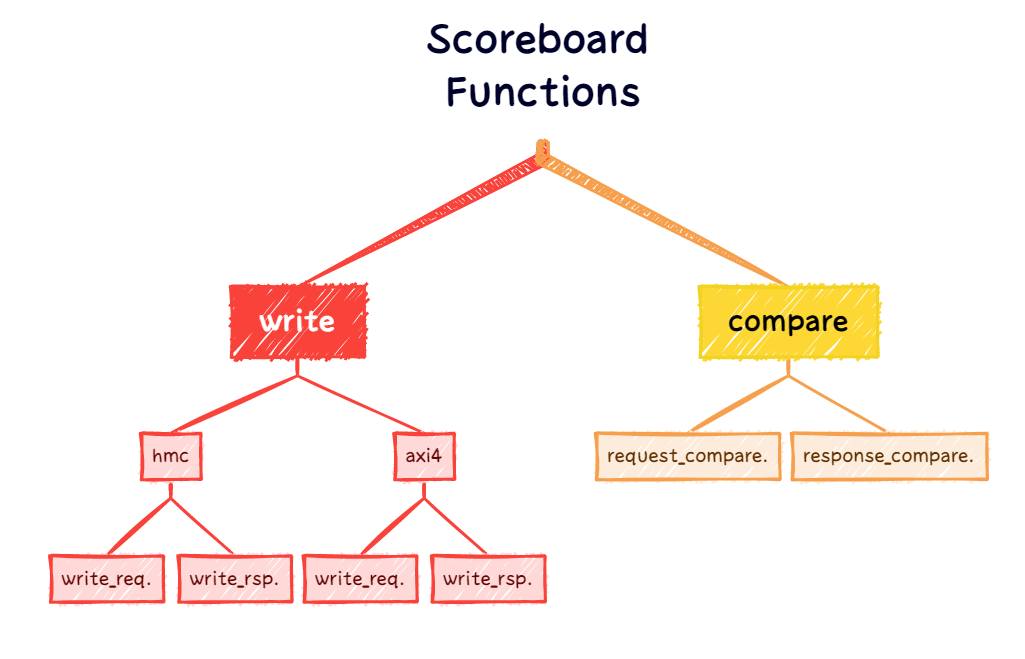 Scoreboard
Functions
write
compare
hmc
axi4
request_compare.
response_compare.
write_req.
write_rsp.
write_req.
write_rsp.